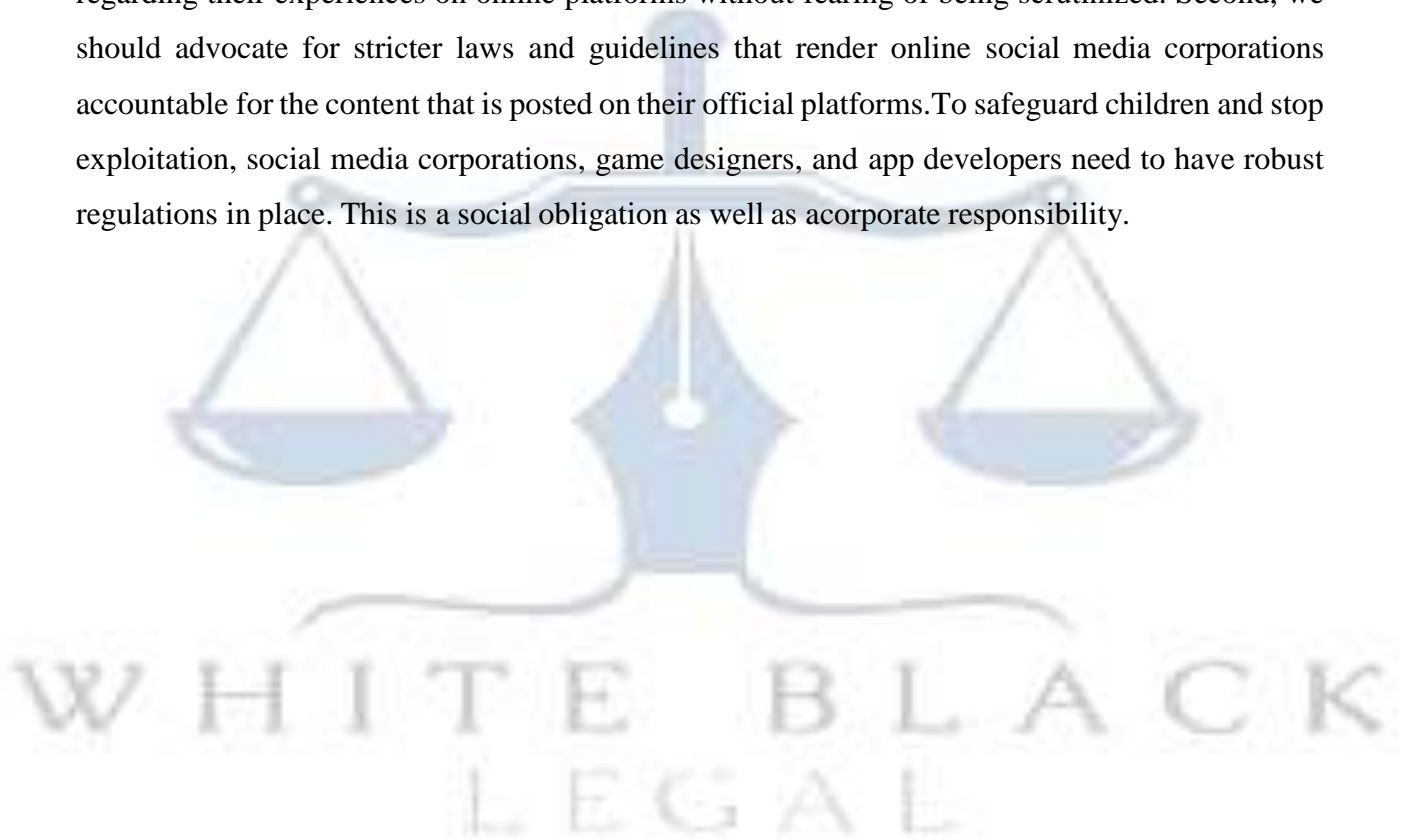 regarding their experiences on online platforms without fearing of being scrutinized. Second, we
should advocate for stricter laws and guidelines that render online social media corporations
accountable for the content that is posted on their official platforms.To safeguard children and stop
exploitation, social media corporations, game designers, and app developers need to have robust
regulations in place. This is a social obligation as well as acorporate responsibility.
WHITE BLACK
LEGAL